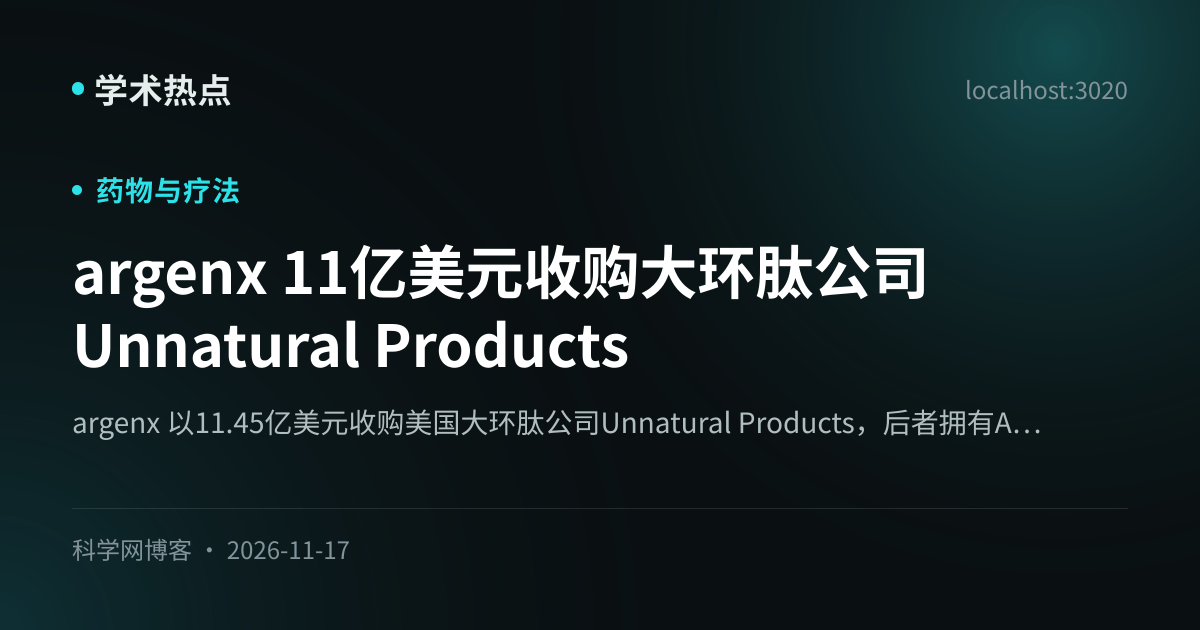 学术热点
localhost:3020
药物与疗法
argenx 11亿美元收购大环肽公司
Unnatural Products
argenx 以11.45亿美元收购美国大环肽公司Unnatural Products，后者拥有A…
科学网博客 · 2026-11-17